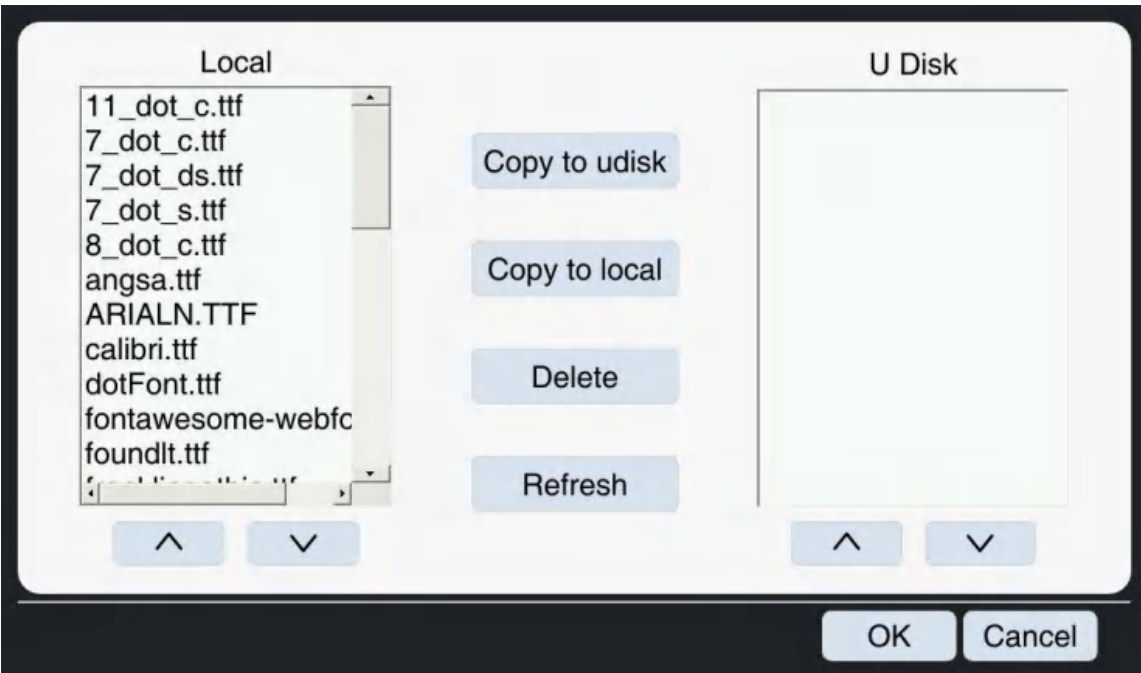 Local
11_dot_c.ttf
7_dot_c.ttf
7_dot_ds.ttf
7_dot_s.ttf
8_dot_c.ttf
angsa.ttf
ARIALN.TTF
calibri.ttf
dotFont.ttf
fontawesome-webfc
foundlt.ttf
Copy to udisk
Copy to local
Delete
Refresh
U Disk
OK
Cancel